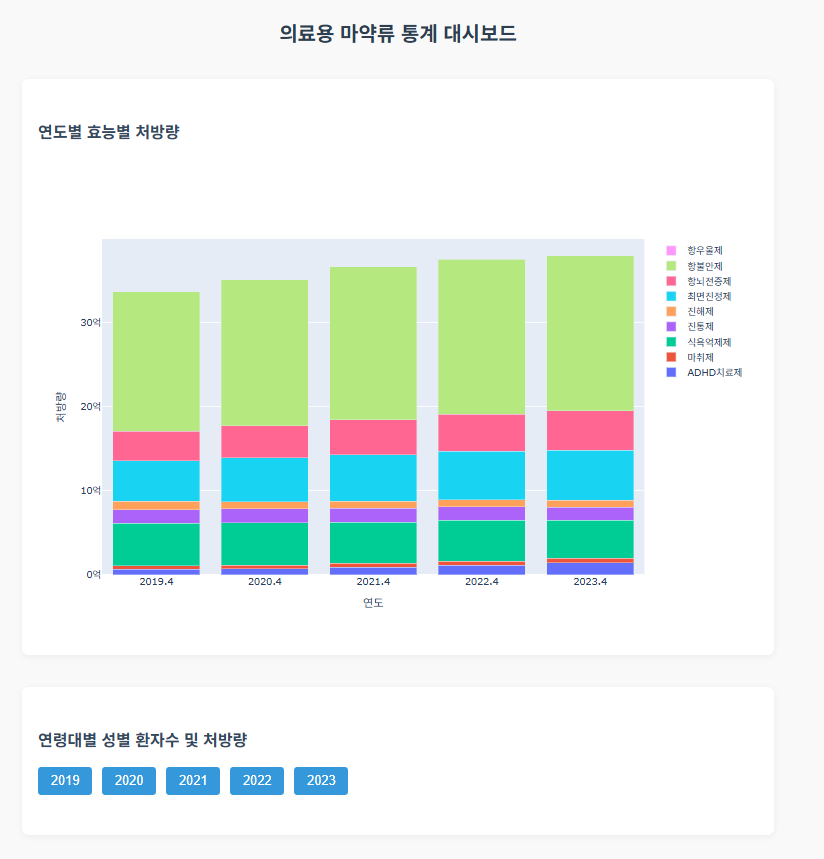 의료용 마약류 통계 대시보드
연도별 효능별 처방량
항우울제
항불안제
항뇌전증제
최면진정제
진해제
진통제
식욕억제제
마취제
ADHD치료제
30억
20억
10억
0억
처방량
2019.4 2020.4 2021.4 2022.4 2023.4
연도
연령대별 성별 환자수 및 처방량
2019 2020 2021 2022 2023